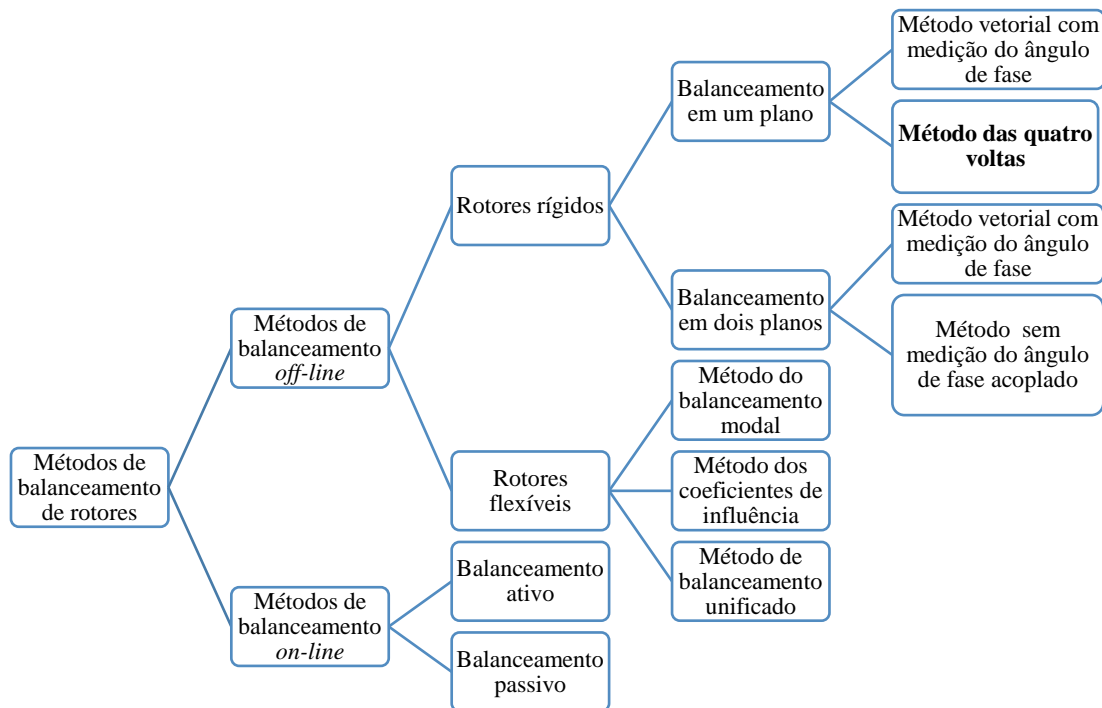 Métodos de
balanceamento
de rotores
Métodos de
balanceamento
off-line
Rotores rígidos
Balanceamento
em um plano
Método vetorial com
medição do ângulo
de fase
Método das quatro
voltas
Balanceamento
em dois planos
Método vetorial com
medição do ângulo
de fase
Método sem
medição do ângulo
de fase acoplado
Rotores
flexíveis
Método do
balanceamento
modal
Método dos
coeficientes de
influência
Método de
balanceamento
unificado
Métodos de
balanceamento
on-line
Balanceamento
ativo
Balanceamento
passivo